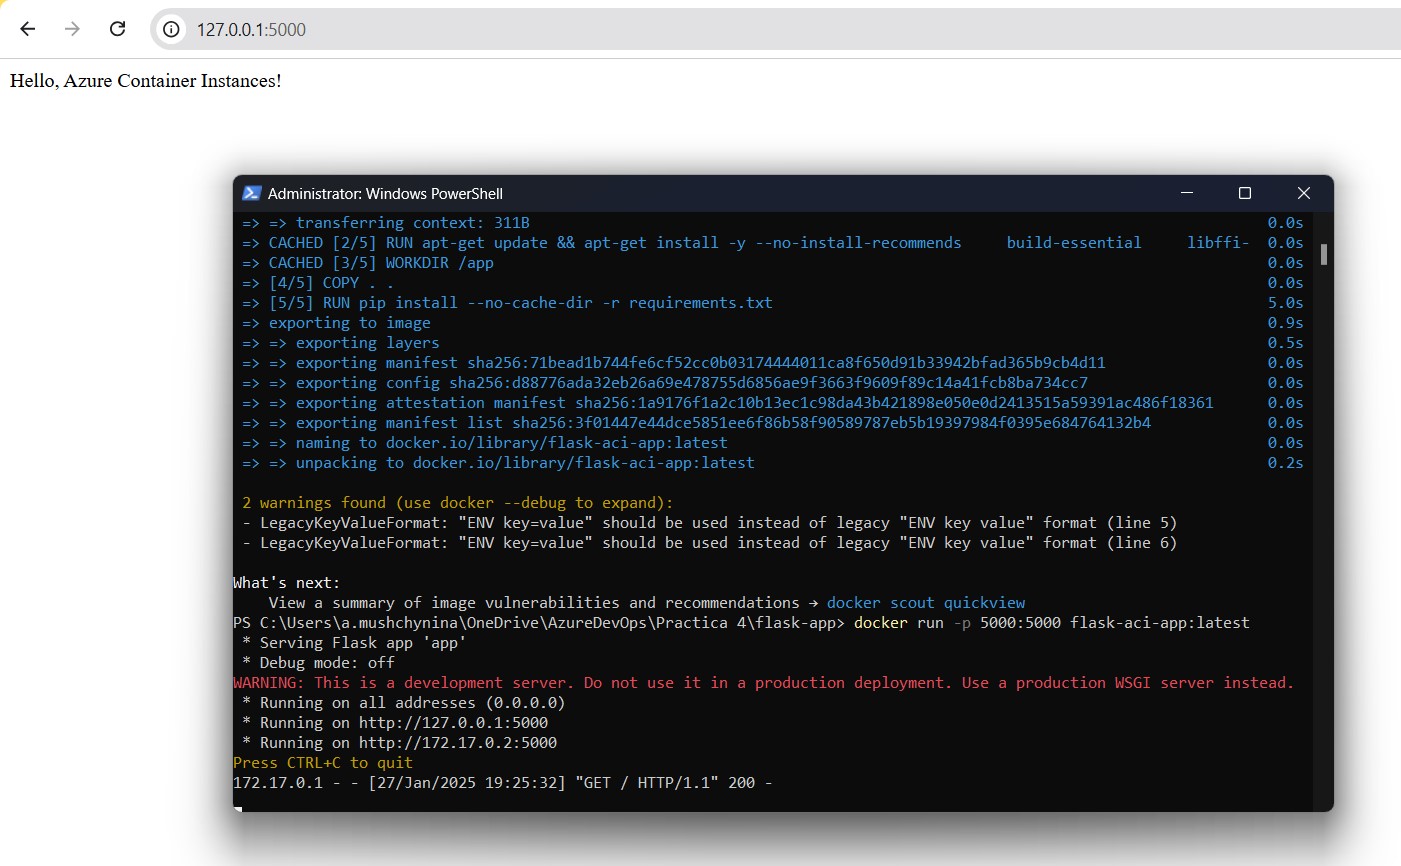 127.0.0.1:5000
Hello, Azure Container Instances!
Administrator: Windows PowerShell
=> => transferring context: 311B 0.0s
=> CACHED [2/5] RUN apt-get update && apt-get install -y --no-install-recommends build-essential libffi- 0.0s
=> CACHED [3/5] WORKDIR /app 0.0s
=> [4/5] COPY . . 0.0s
=> [5/5] RUN pip install --no-cache-dir -r requirements.txt 5.0s
=> exporting to image 0.9s
=> => exporting layers 0.5s
=> => exporting manifest sha256:71bead1b744fe6cf52cc0b03174444011ca8f650d91b33942bfad365b9cb4d11 0.0s
=> => exporting config sha256:d88776ada32eb26a69e478755d6856ae9f3663f9609f89c14a41fcb8ba734cc7 0.0s
=> => exporting attestation manifest sha256:1a9176f1a2c10b13ec1c98da43b421898e050e0d2413515a59391ac486f18361 0.0s
=> => exporting manifest list sha256:3f01447e44dce5851ee6f86b58f90589787eb5b19397984f0395e684764132b4 0.0s
=> => naming to docker.io/library/flask-aci-app:latest 0.0s
=> => unpacking to docker.io/library/flask-aci-app:latest 0.2s
2 warnings found (use docker --debug to expand):
- LegacyKeyValueFormat: "ENV key=value" should be used instead of legacy "ENV key value" format (line 5)
- LegacyKeyValueFormat: "ENV key=value" should be used instead of legacy "ENV key value" format (line 6)
What's next:
View a summary of image vulnerabilities and recommendations → docker scout quickview
PS C:\Users\a.mushchynina\OneDrive\AzureDevOps\Practica 4\flask-app> docker run -p 5000:5000 flask-aci-app:latest
* Serving Flask app 'app'
* Debug mode: off
WARNING: This is a development server. Do not use it in a production deployment. Use a production WSGI server instead.
* Running on all addresses (0.0.0.0)
* Running on http://127.0.0.1:5000
* Running on http://172.17.0.2:5000
Press CTRL+C to quit
172.17.0.1 - - [27/Jan/2025 19:25:32] "GET / HTTP/1.1" 200 -